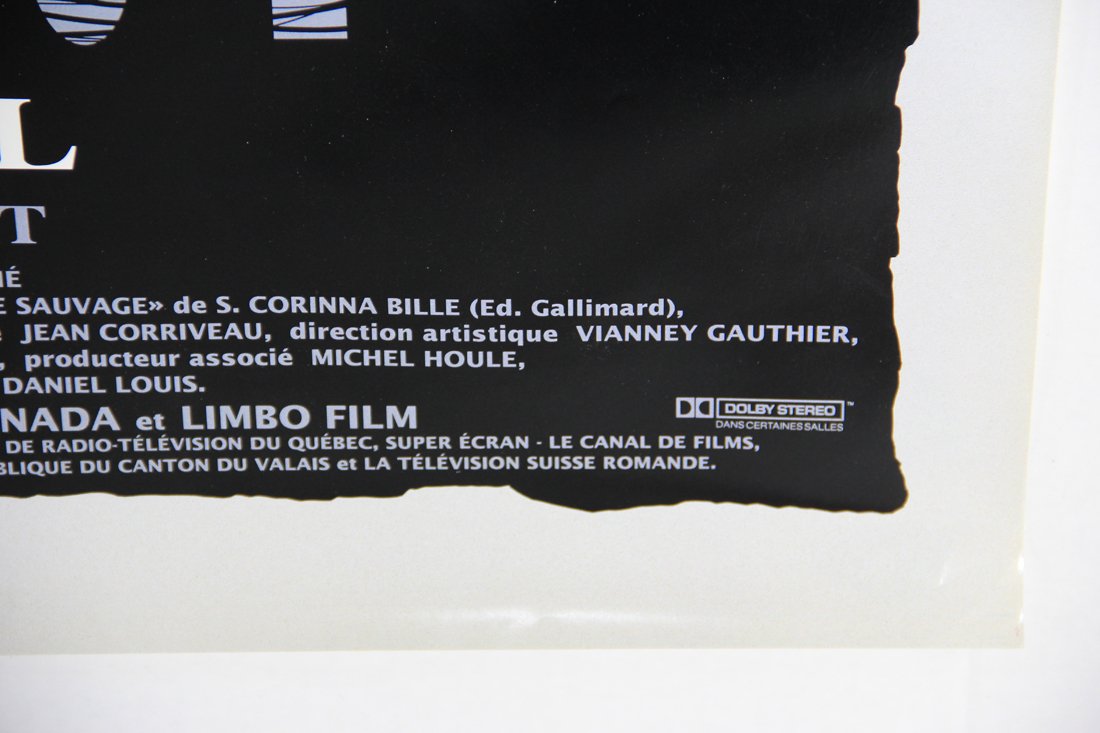 L
T
É
SAUVAGE» de S. CORINNA BILLE (Ed. Gallimard),
JEAN CORRIVEAU, direction artistique VIANNEY GAUTHIER,
, producteur associé MICHEL HOULE,
DANIEL LOUIS.
NADA et LIMBO FILM
DOLBY STEREO ™
DANS CERTAINES SALLES
DE RADIO-TÉLÉVISION DU QUÉBEC, SUPER ÉCRAN - LE CANAL DE FILMS,
BLIQUE DU CANTON DU VALAIS et LA TÉLÉVISION SUISSE ROMANDE.